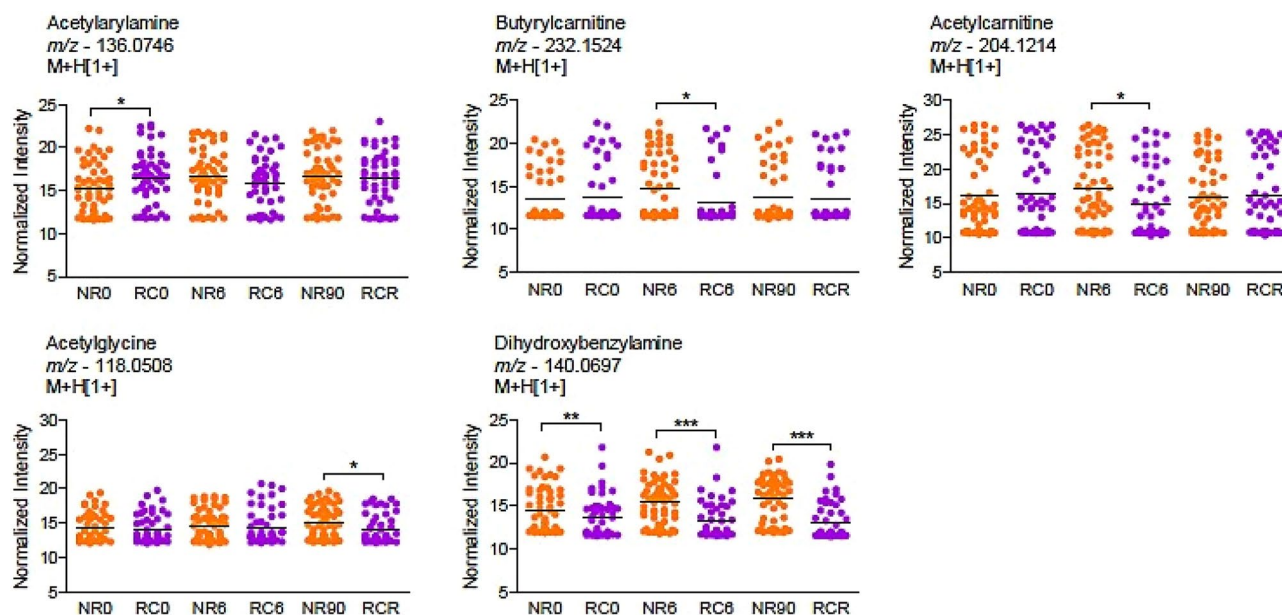 Acetylarylamine
m/z - 136.0746
M+H[1+]
Normalized Intensity
25
20
15
10
5
*
NR0 RC0 NR6 RC6 NR90 RCR
Butyrylcarnitine
m/z - 232.1524
M+H[1+]
Normalized Intensity
25
20
15
10
5
*
NR0 RC0 NR6 RC6 NR90 RCR
Acetylcarnitine
m/z - 204.1214
M+H[1+]
Normalized Intensity
30
25
20
15
10
5
*
NR0 RC0 NR6 RC6 NR90 RCR
Acetylglycine
m/z - 118.0508
M+H[1+]
Normalized Intensity
30
25
20
15
10
5
*
NR0 RC0 NR6 RC6 NR90 RCR
Dihydroxybenzylamine
m/z - 140.0697
M+H[1+]
Normalized Intensity
25
20
15
10
5
** *** ***
NR0 RC0 NR6 RC6 NR90 RCR